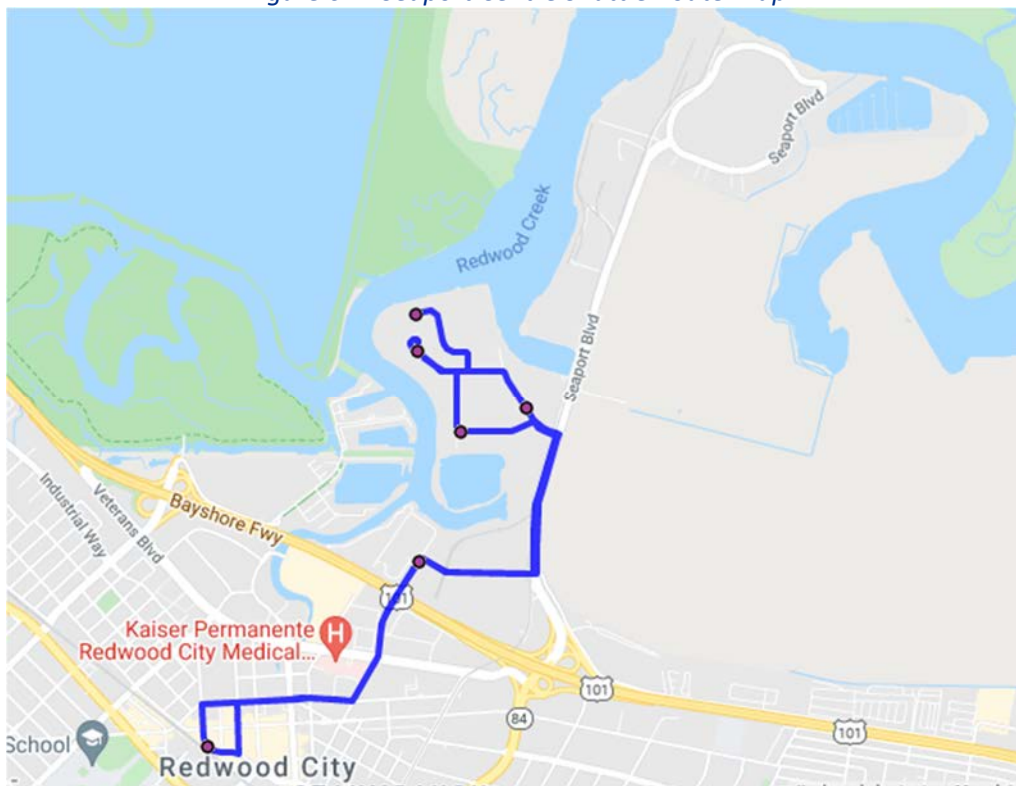 Seaport Blvd
Redwood Creek
Seaport Blvd
Industrial Way
Veterans Blvd
Bayshore Fwy
101
Kaiser Permanente
Redwood City Medical...
H
101
84
101
School
Redwood City